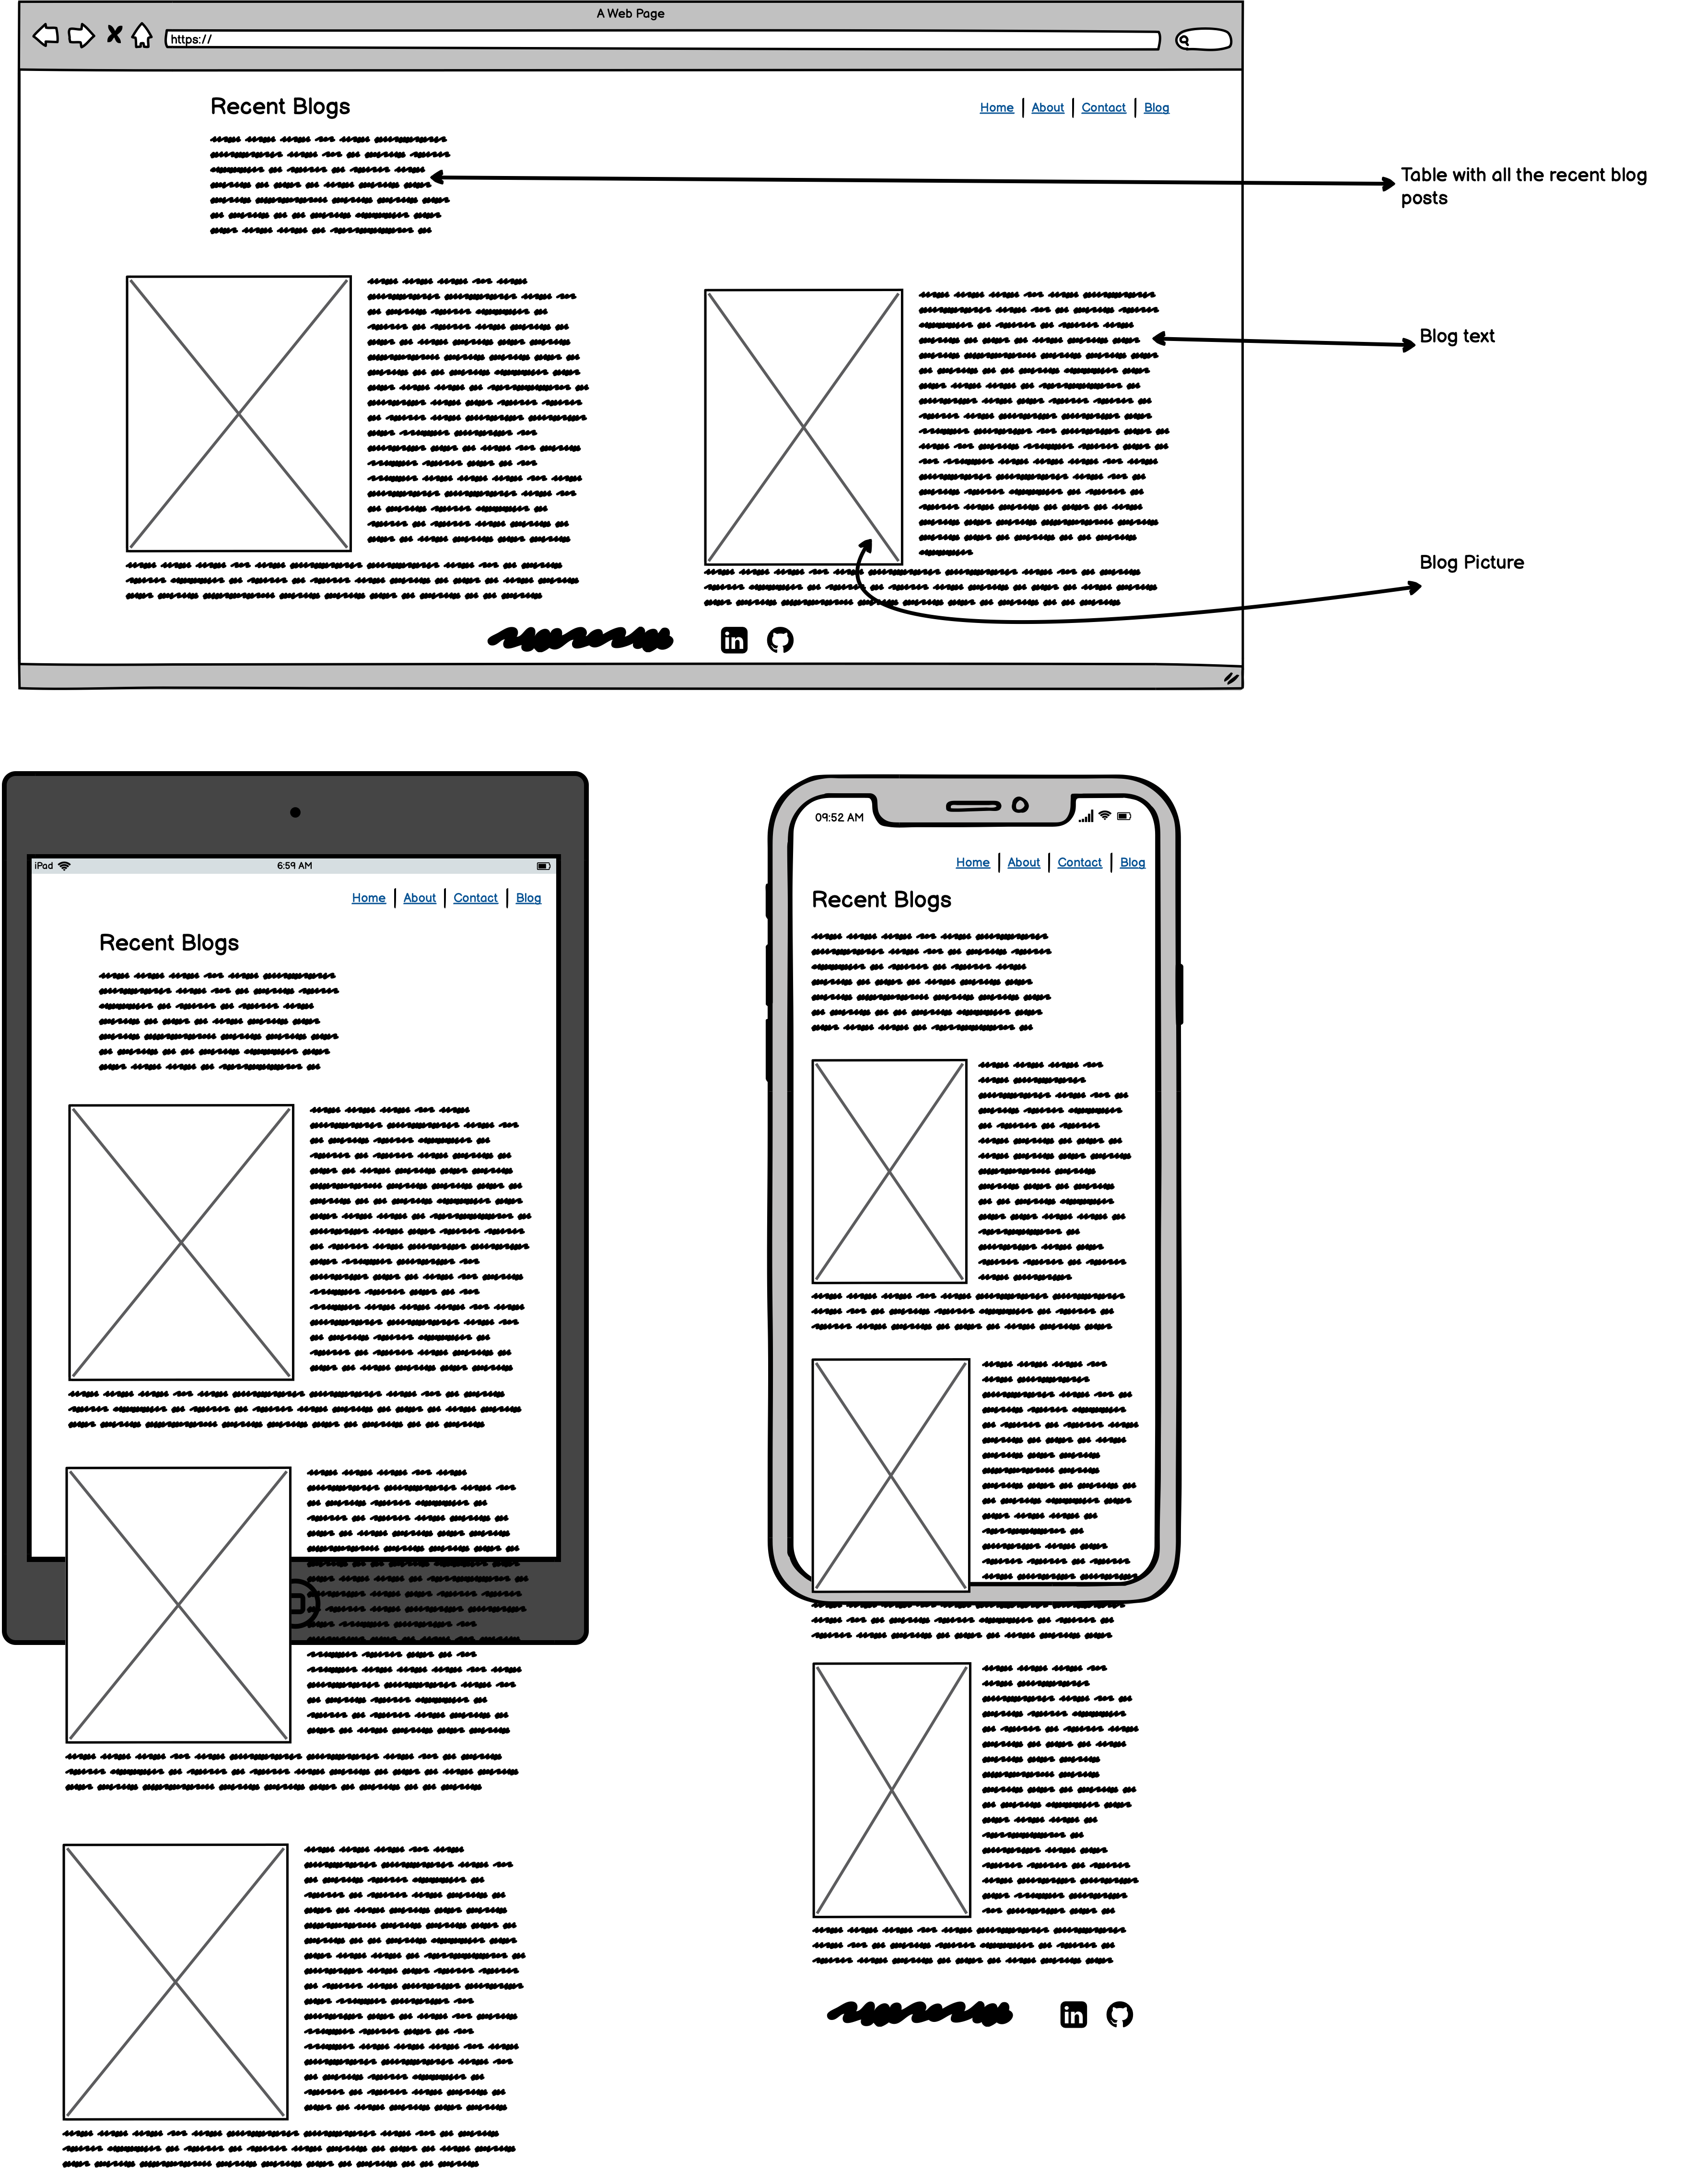 A Web Page
https://
Recent Blogs
Home About Contact Blog
Table with all the recent blog
posts
Blog text
Blog Picture
in
iPad 6:59 AM
Home About Contact Blog
Recent Blogs
09:52 AM
Home About Contact Blog
Recent Blogs
in